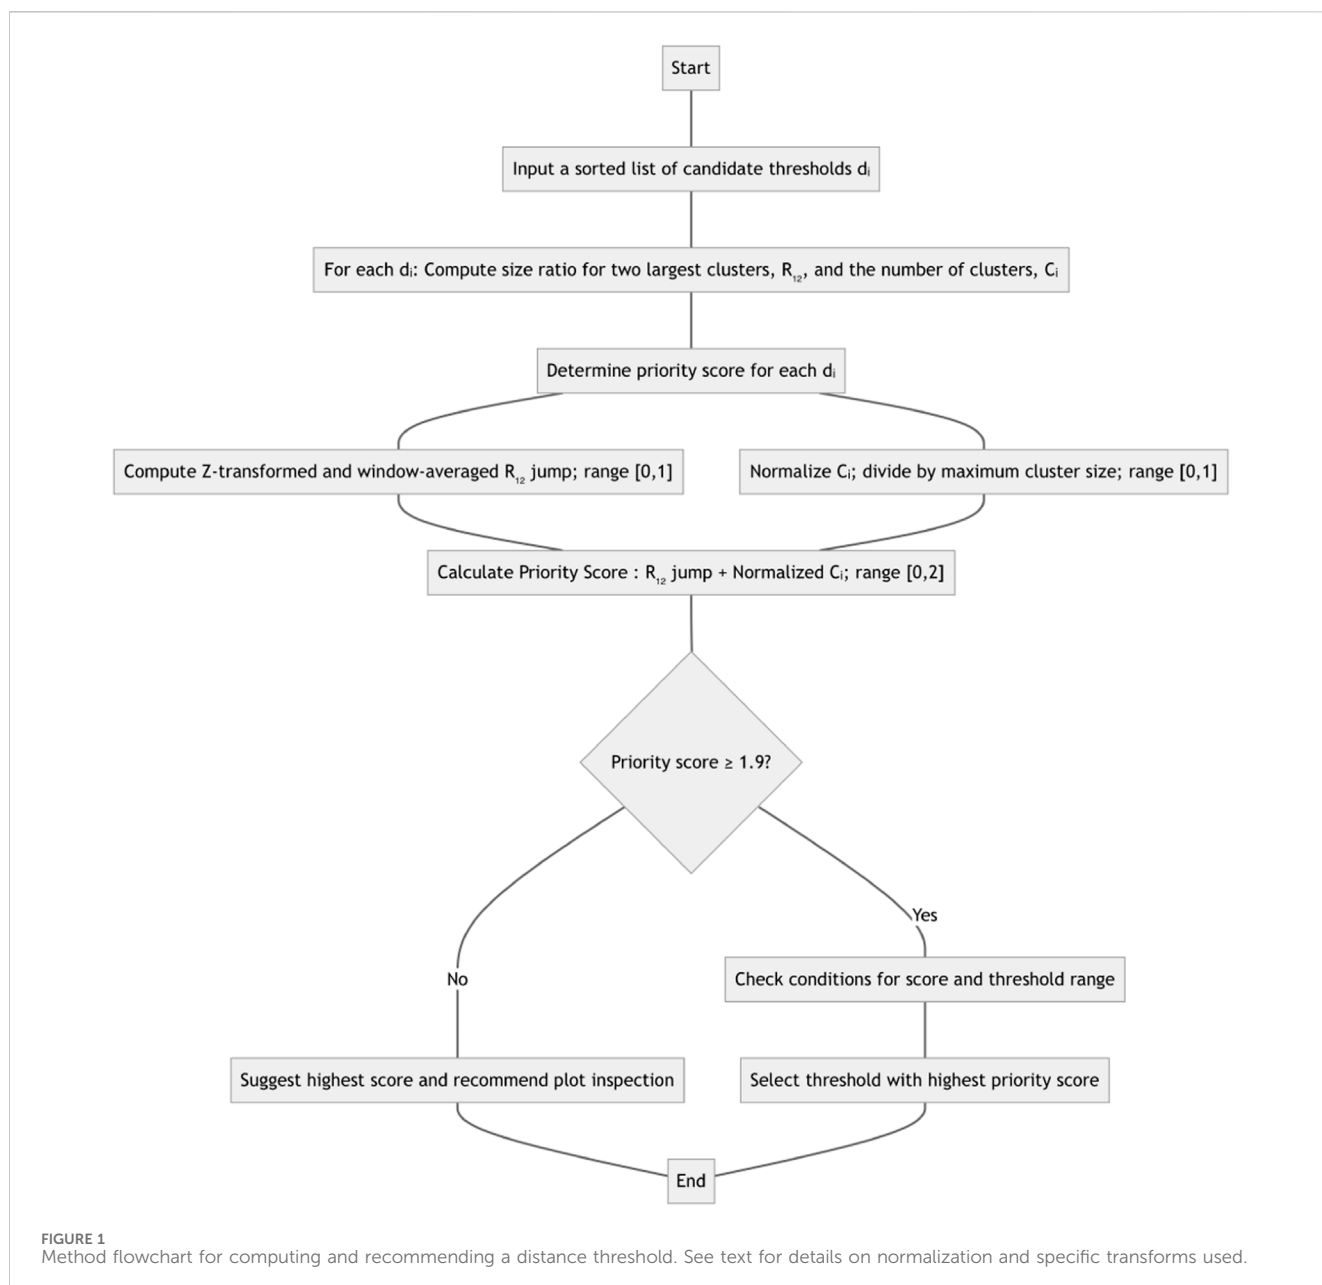 Start
Input a sorted list of candidate thresholds dᵢ
For each dᵢ: Compute size ratio for two largest clusters, R₁₂, and the number of clusters, Cᵢ
Determine priority score for each dᵢ
Compute Z-transformed and window-averaged R₁₂ jump; range [0,1]
Normalize Cᵢ; divide by maximum cluster size; range [0,1]
Calculate Priority Score : R₁₂ jump + Normalized Cᵢ; range [0,2]
Priority score ≥ 1.9?
Yes
No
Check conditions for score and threshold range
Suggest highest score and recommend plot inspection
Select threshold with highest priority score
End
FIGURE 1
Method flowchart for computing and recommending a distance threshold. See text for details on normalization and specific transforms used.